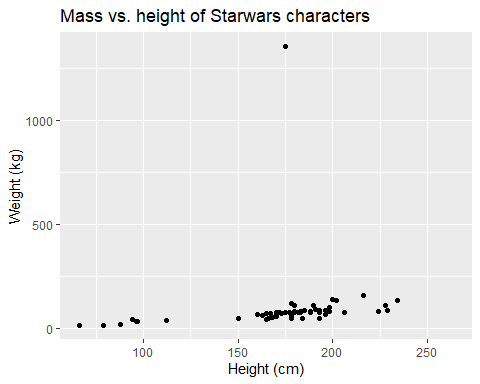 Mass vs. height of Starwars characters
Weight (kg)
1000
500
0
100 150 200 250
Height (cm)